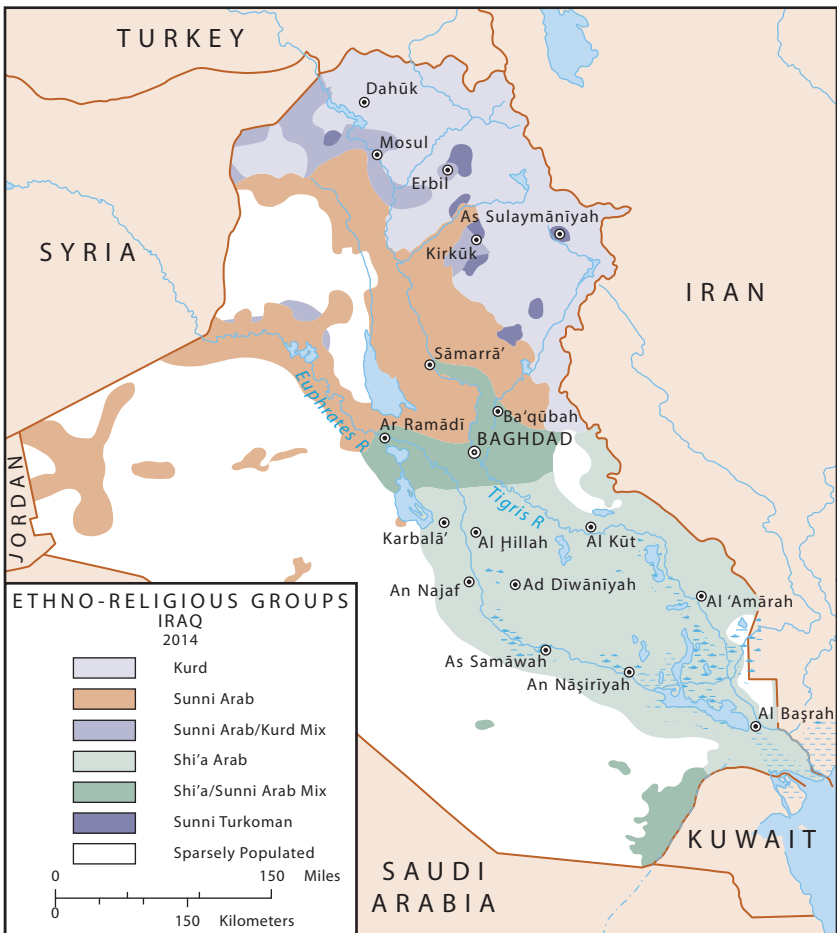 TURKEY
Dahūk
Mosul
Erbil
As Sulaymānīyah
Kirkūk
SYRIA
IRAN
Sāmarrā'
Euphrates R
Ba'qūbah
Ar Ramādī
BAGHDAD
JORDAN
Tigris R
Karbalā'
Al Ḩillah
Al Kūt
An Najaf
Ad Dīwānīyah
Al 'Amārah
As Samāwah
An Nāşirīyah
Al Başrah
KUWAIT
SAUDI
ARABIA
ETHNO-RELIGIOUS GROUPS
IRAQ
2014
Kurd
Sunni Arab
Sunni Arab/Kurd Mix
Shi'a Arab
Shi'a/Sunni Arab Mix
Sunni Turkoman
Sparsely Populated
0 150 Miles
0 150 Kilometers